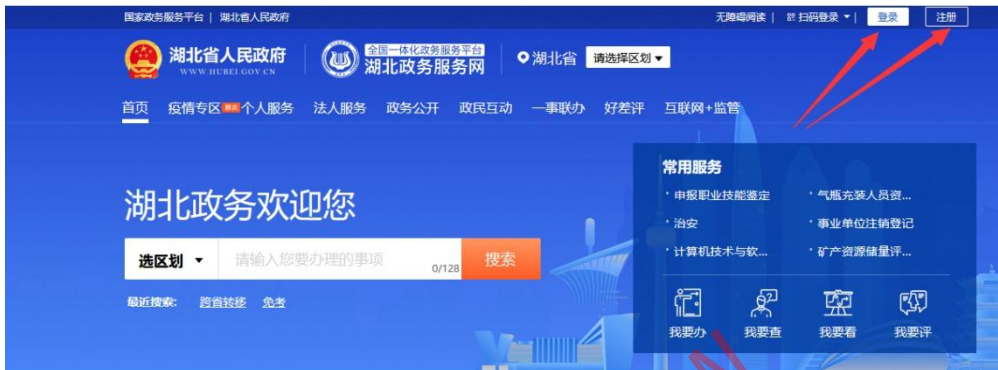 国家政务服务平台 | 湖北省人民政府 无障碍阅读 | 扫码登录 ▼ | 登录 注册
湖北省人民政府
WWW.HUBEI.GOV.CN
全国一体化政务服务平台
湖北政务服务网
湖北省 请选择区划 ▼
首页 疫情专区 个人服务 法人服务 政务公开 政民互动 一事联办 好差评 互联网+监管
湖北政务欢迎您
选区划 ▼ 请输入您要办理的事项 0/128 搜索
最近搜索: 跨省转移 免考
常用服务
· 申报职业技能鉴定 · 气瓶充装人员资...
· 治安 · 事业单位注销登记
· 计算机技术与软... · 矿产资源储量评...
我要办 我要查 我要看 我要评